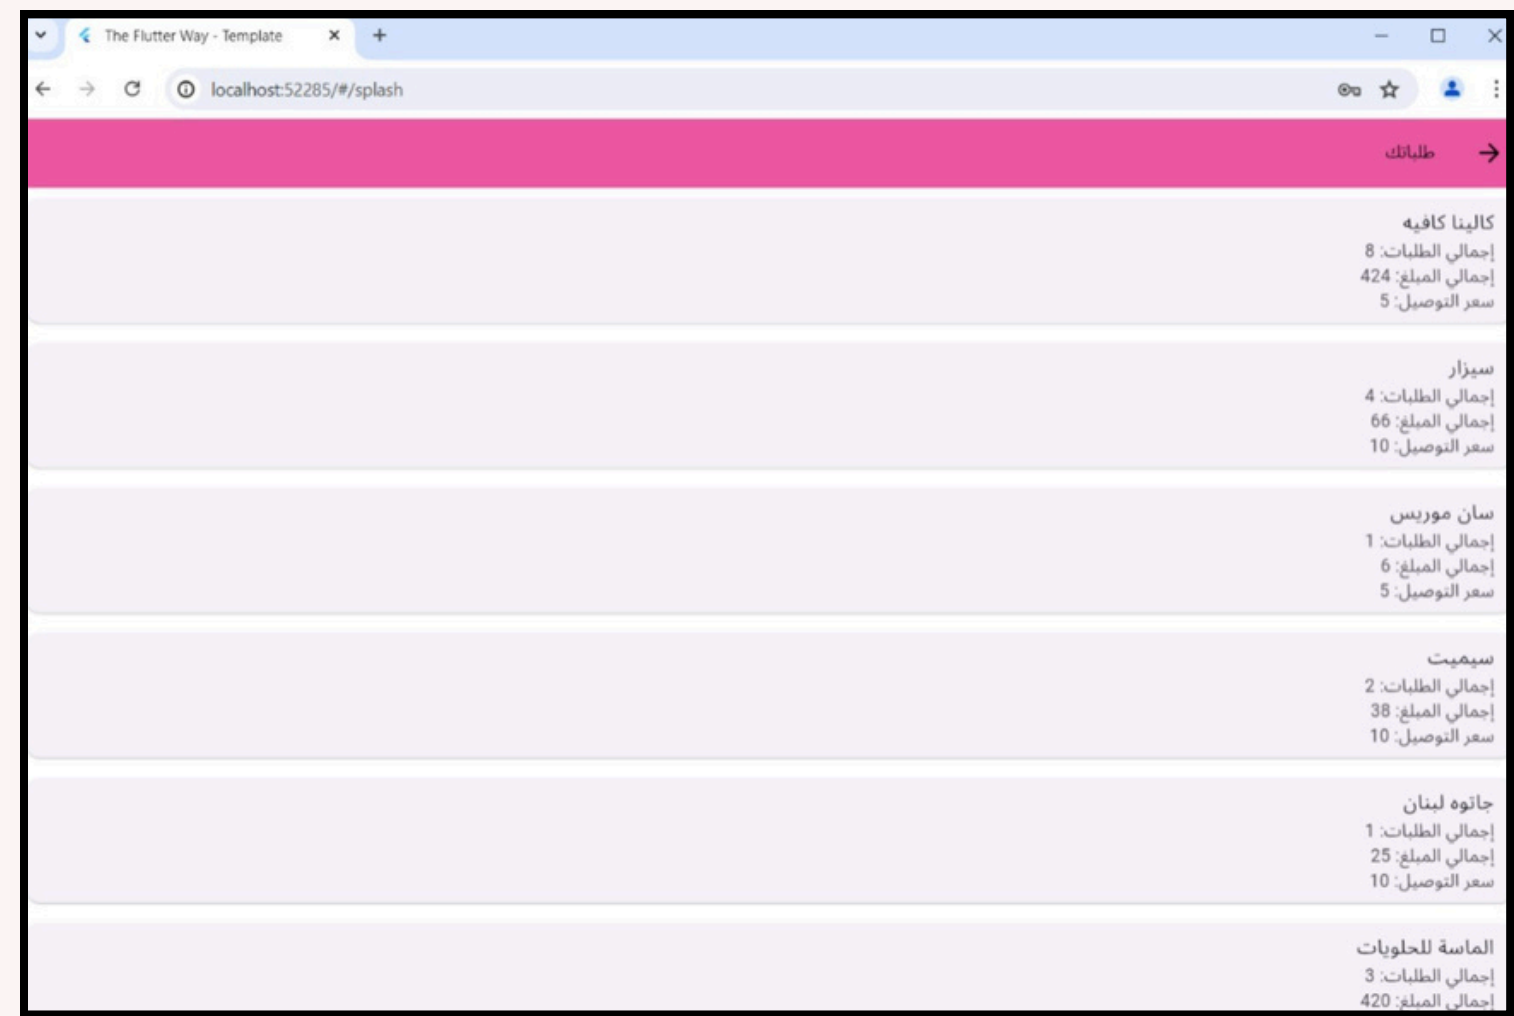 The Flutter Way - Template
localhost:52285/#/splash
طلباتك
كالينا كافيه
إجمالي الطلبات: 8
إجمالي المبلغ: 424
سعر التوصيل: 5
سيزار
إجمالي الطلبات: 4
إجمالي المبلغ: 66
سعر التوصيل: 10
سان موريس
إجمالي الطلبات: 1
إجمالي المبلغ: 6
سعر التوصيل: 5
سيميت
إجمالي الطلبات: 2
إجمالي المبلغ: 38
سعر التوصيل: 10
جاتوه لبنان
إجمالي الطلبات: 1
إجمالي المبلغ: 25
سعر التوصيل: 10
الماسة للحلويات
إجمالي الطلبات: 3
إجمالي المبلغ: 420